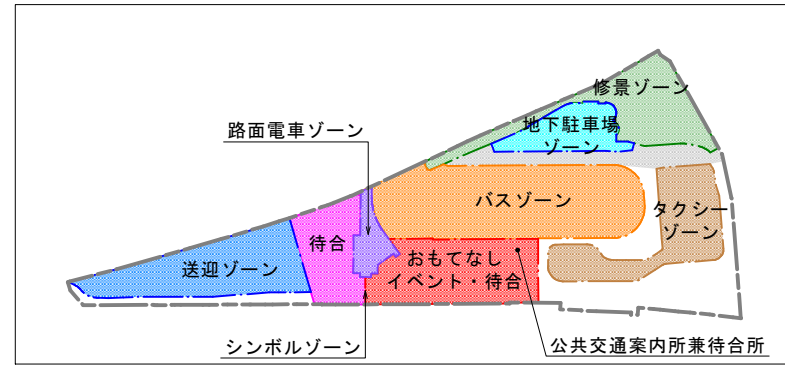 修景ゾーン
地下駐車場
ゾーン
路面電車ゾーン
バスゾーン
タクシー
ゾーン
待合
おもてなし
イベント・待合
送迎ゾーン
シンボルゾーン
公共交通案内所兼待合所